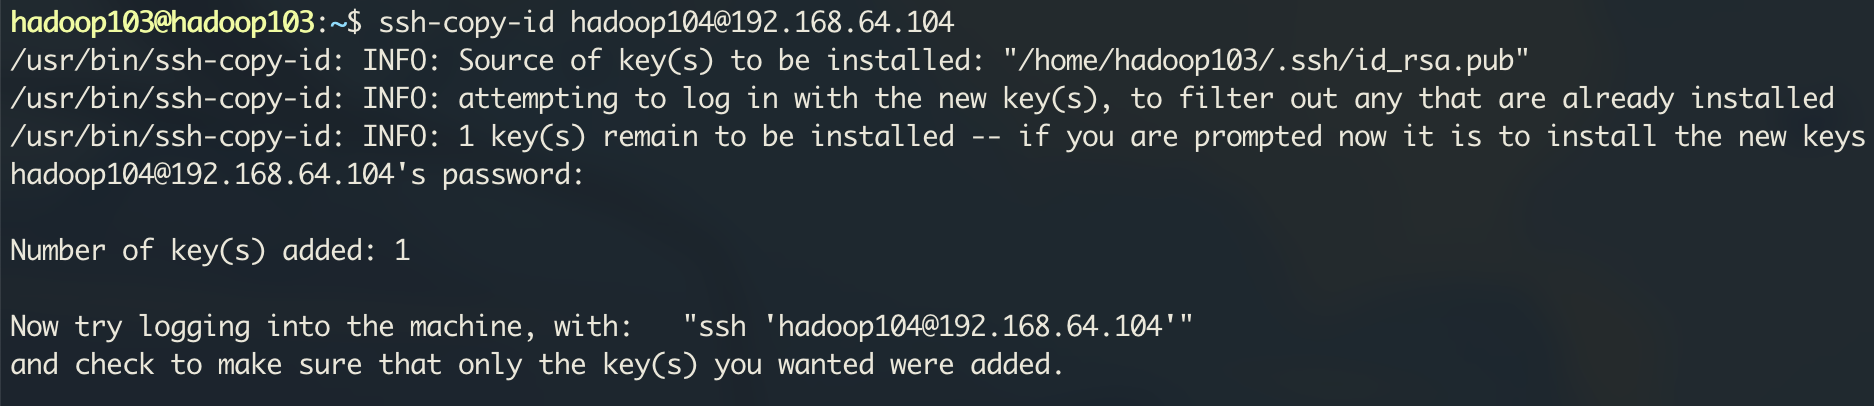 hadoop103@hadoop103:~$ ssh-copy-id hadoop104@192.168.64.104
/usr/bin/ssh-copy-id: INFO: Source of key(s) to be installed: "/home/hadoop103/.ssh/id_rsa.pub"
/usr/bin/ssh-copy-id: INFO: attempting to log in with the new key(s), to filter out any that are already installed
/usr/bin/ssh-copy-id: INFO: 1 key(s) remain to be installed -- if you are prompted now it is to install the new keys
hadoop104@192.168.64.104's password:
Number of key(s) added: 1
Now try logging into the machine, with:   "ssh 'hadoop104@192.168.64.104'"
and check to make sure that only the key(s) you wanted were added.